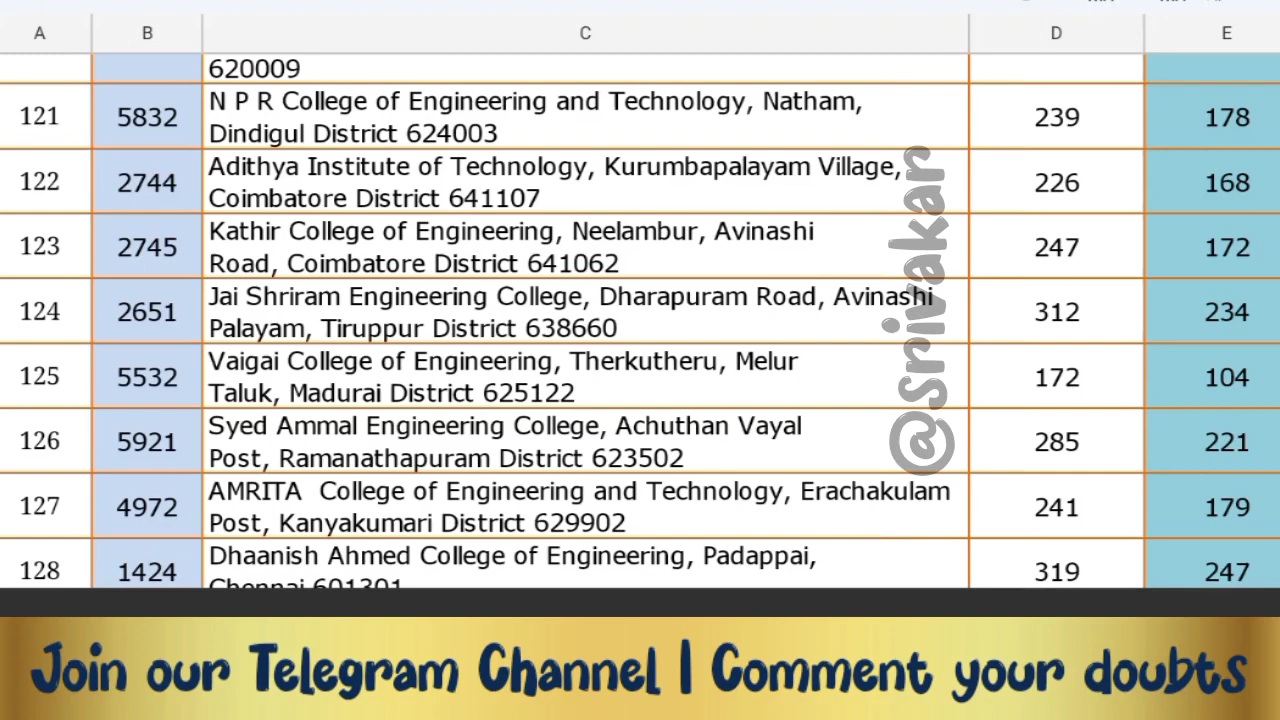 A B C D E
620009
121 5832 N P R College of Engineering and Technology, Natham, 239 178
Dindigul District 624003
122 2744 Adithya Institute of Technology, Kurumbapalayam Village, 226 168
Coimbatore District 641107
123 2745 Kathir College of Engineering, Neelambur, Avinashi 247 172
Road, Coimbatore District 641062
124 2651 Jai Shriram Engineering College, Dharapuram Road, Avinashi 312 234
Palayam, Tiruppur District 638660
125 5532 Vaigai College of Engineering, Therkutheru, Melur 172 104
Taluk, Madurai District 625122
126 5921 Syed Ammal Engineering College, Achuthan Vayal 285 221
Post, Ramanathapuram District 623502
127 4972 AMRITA College of Engineering and Technology, Erachakulam 241 179
Post, Kanyakumari District 629902
128 1424 Dhaanish Ahmed College of Engineering, Padappai, 319 247
Chennai 601301
@srivakar
Join our Telegram Channel | Comment your doubts